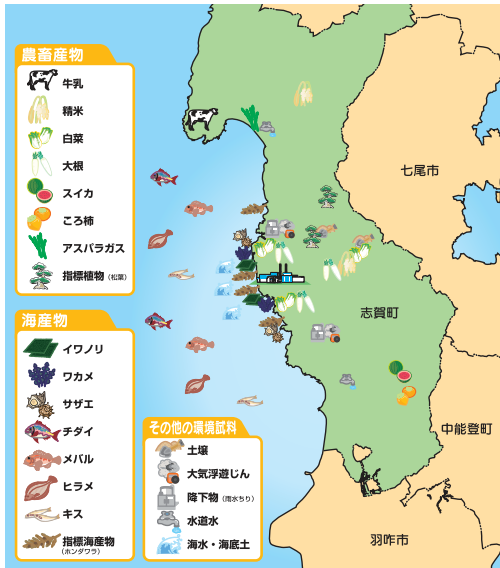 農畜産物
牛乳
精米
白菜
大根
スイカ
ころ柿
アスパラガス
指標植物（松葉）
海産物
イワノリ
ワカメ
サザエ
チダイ
メバル
ヒラメ
キス
指標海産物
（ホンダワラ）
その他の環境試料
土壌
大気浮遊じん
降下物（雨水ちり）
水道水
海水・海底土
七尾市
志賀町
中能登町
羽咋市